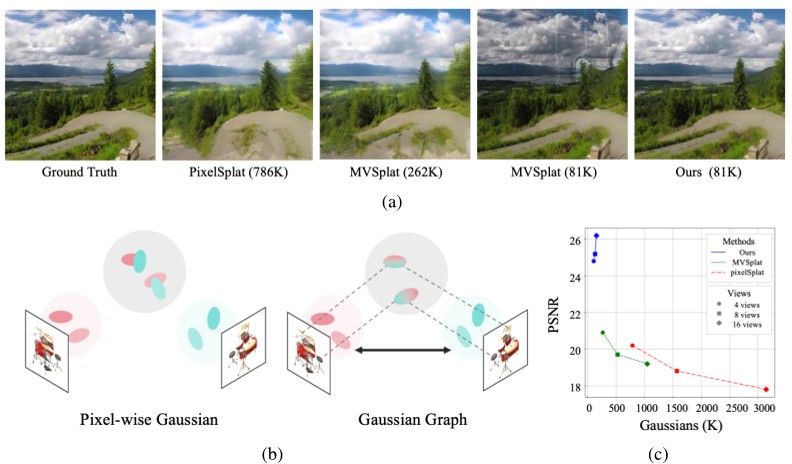 Ground Truth
PixelSplat (786K)
MVSplat (262K)
MVSplat (81K)
Ours (81K)
(a)
Pixel-wise Gaussian
Gaussian Graph
(b)
PSNR
26
24
22
20
18
0 500 1000 1500 2000 2500 3000
Gaussians (K)
Methods
Ours
MVSplat
pixelSplat
Views
4 views
8 views
16 views
(c)